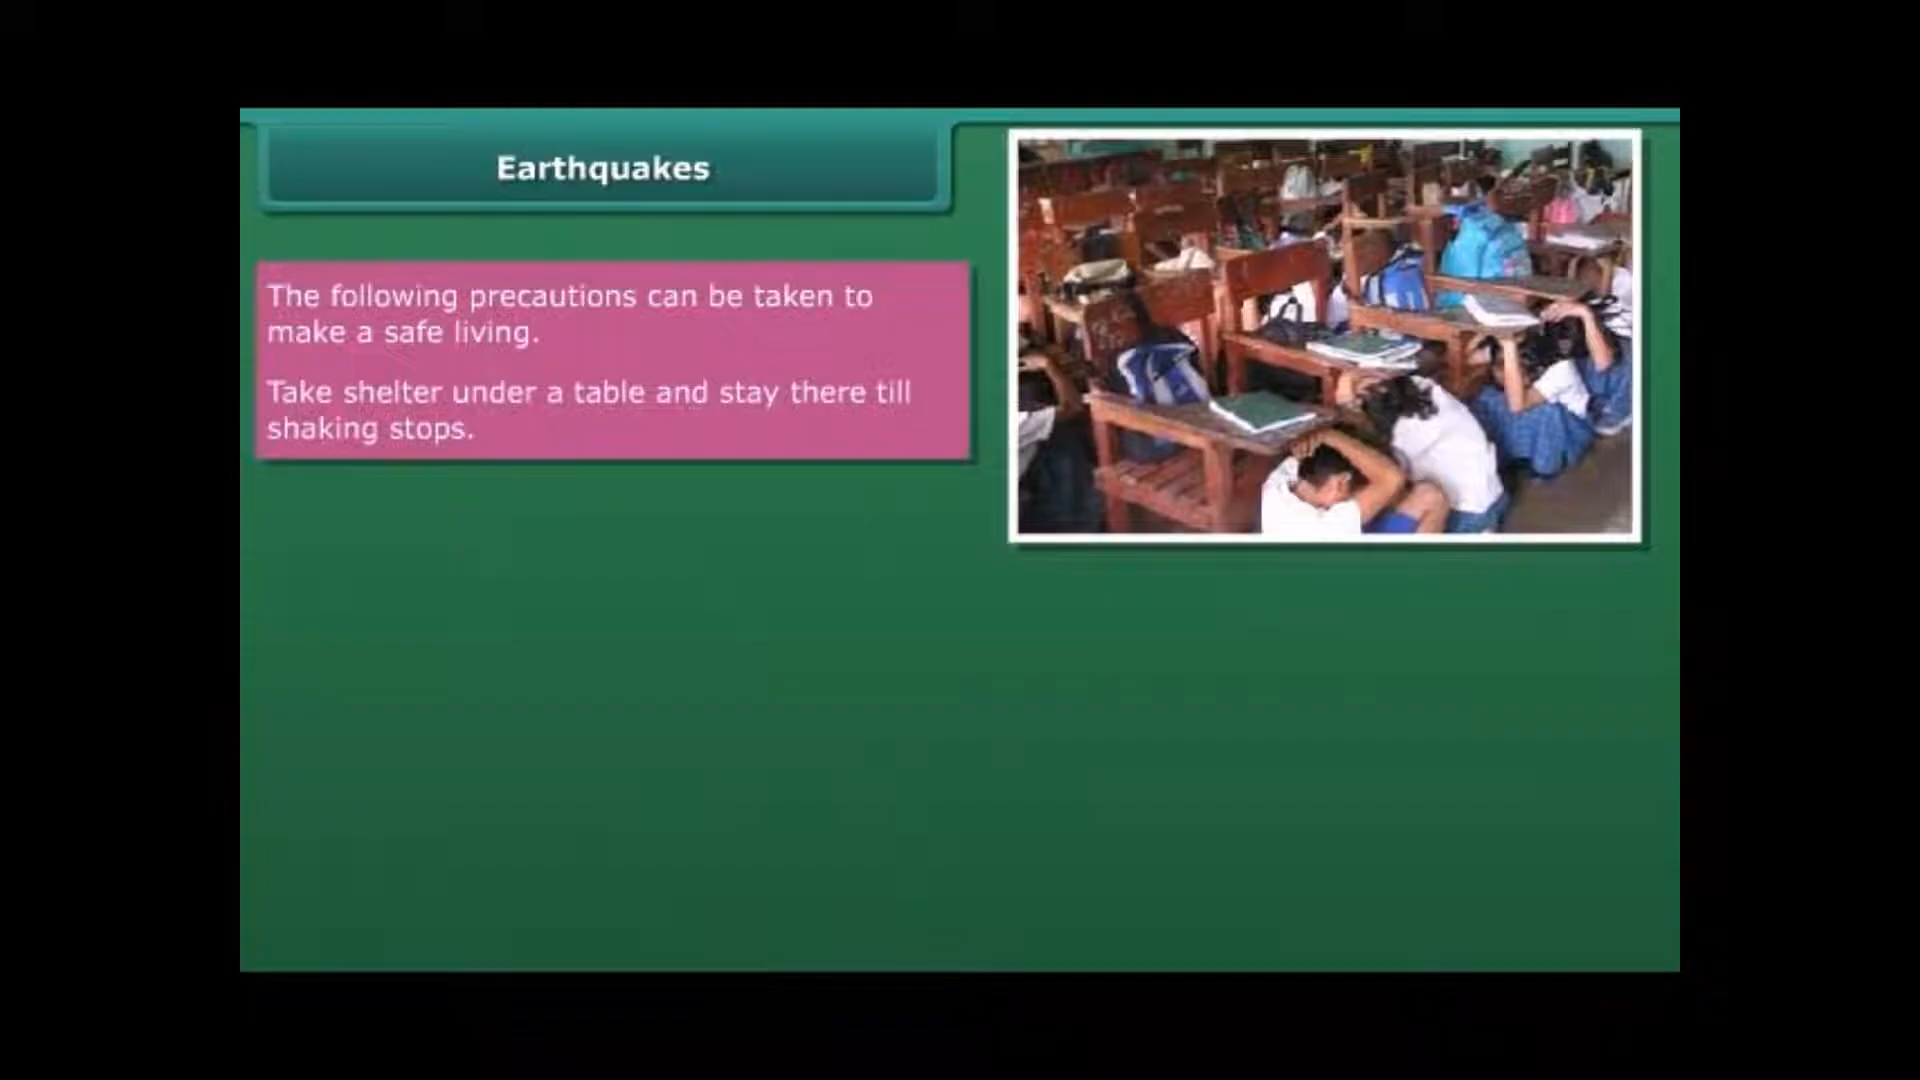 Earthquakes
The following precautions can be taken to
make a safe living.
Take shelter under a table and stay there till
shaking stops.